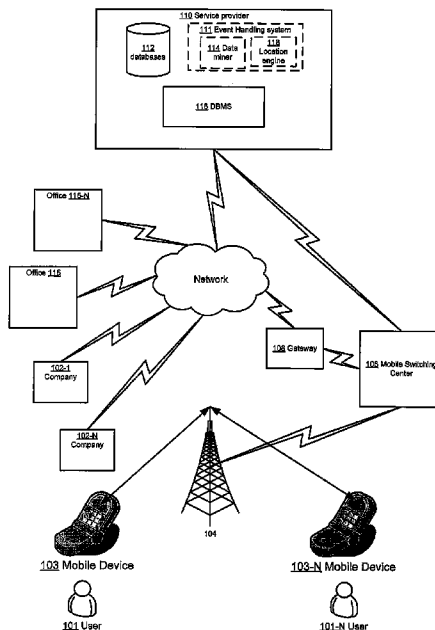 110 Service provider
111 Event Handling system
112
databases
114 Data
miner
118
Location
engine
116 DBMS
Office 115-N
Office 115
Network
102-1
Company
108 Gateway
105 Mobile Switching
Center
102-N
Company
104
103 Mobile Device
103-N Mobile Device
101 User
101-N User